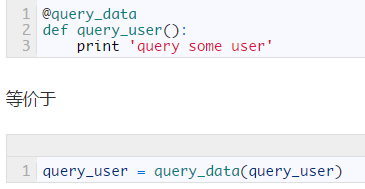 1 @query_data
2 def query_user():
3     print 'query some user'
等价于
1 query_user = query_data(query_user)